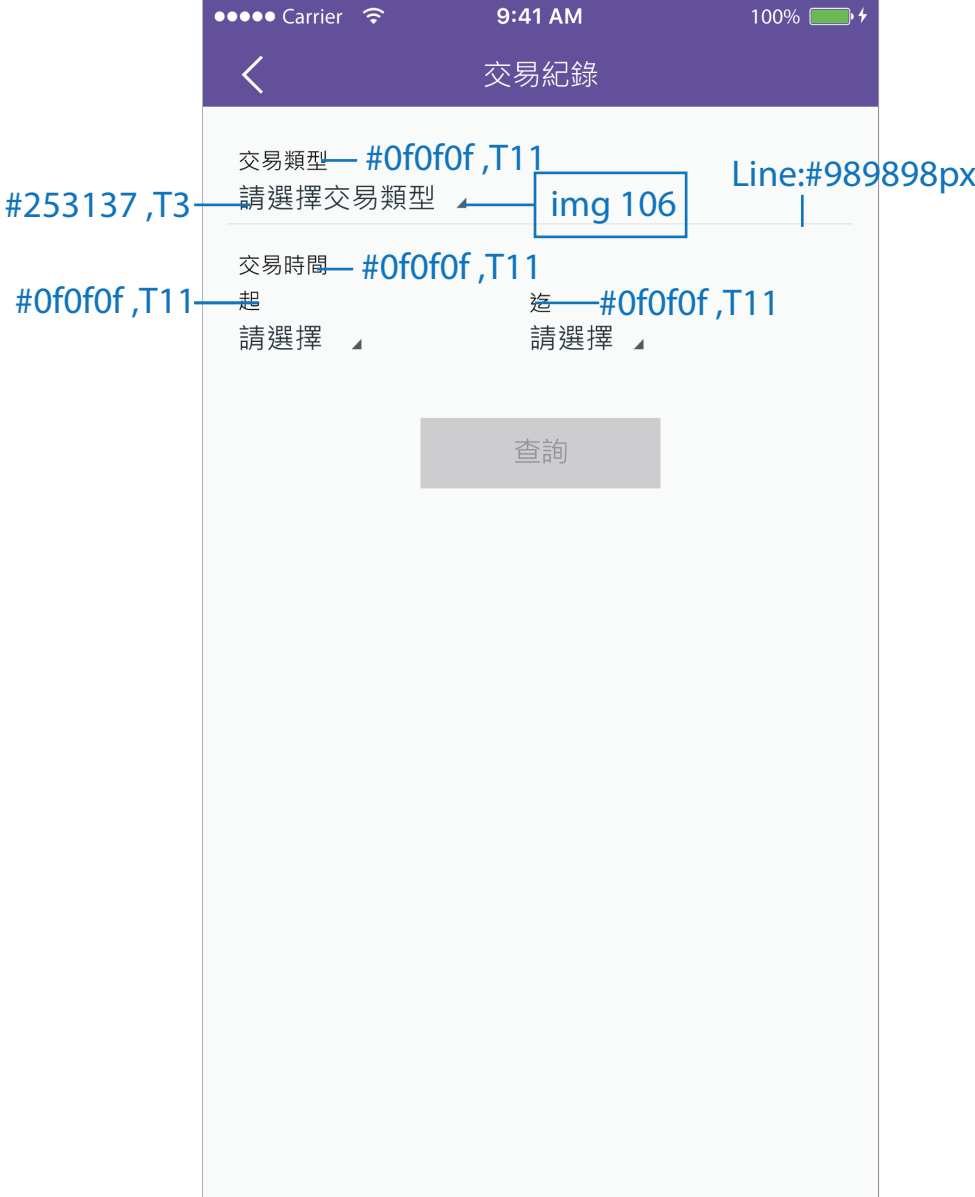 Carrier 9:41 AM 100%
交易紀錄
交易類型 #0f0f0f ,T11
Line:#989898px
#253137 ,T3 請選擇交易類型 img 106
交易時間 #0f0f0f ,T11
#0f0f0f ,T11 起 迄 #0f0f0f ,T11
請選擇 請選擇
查詢